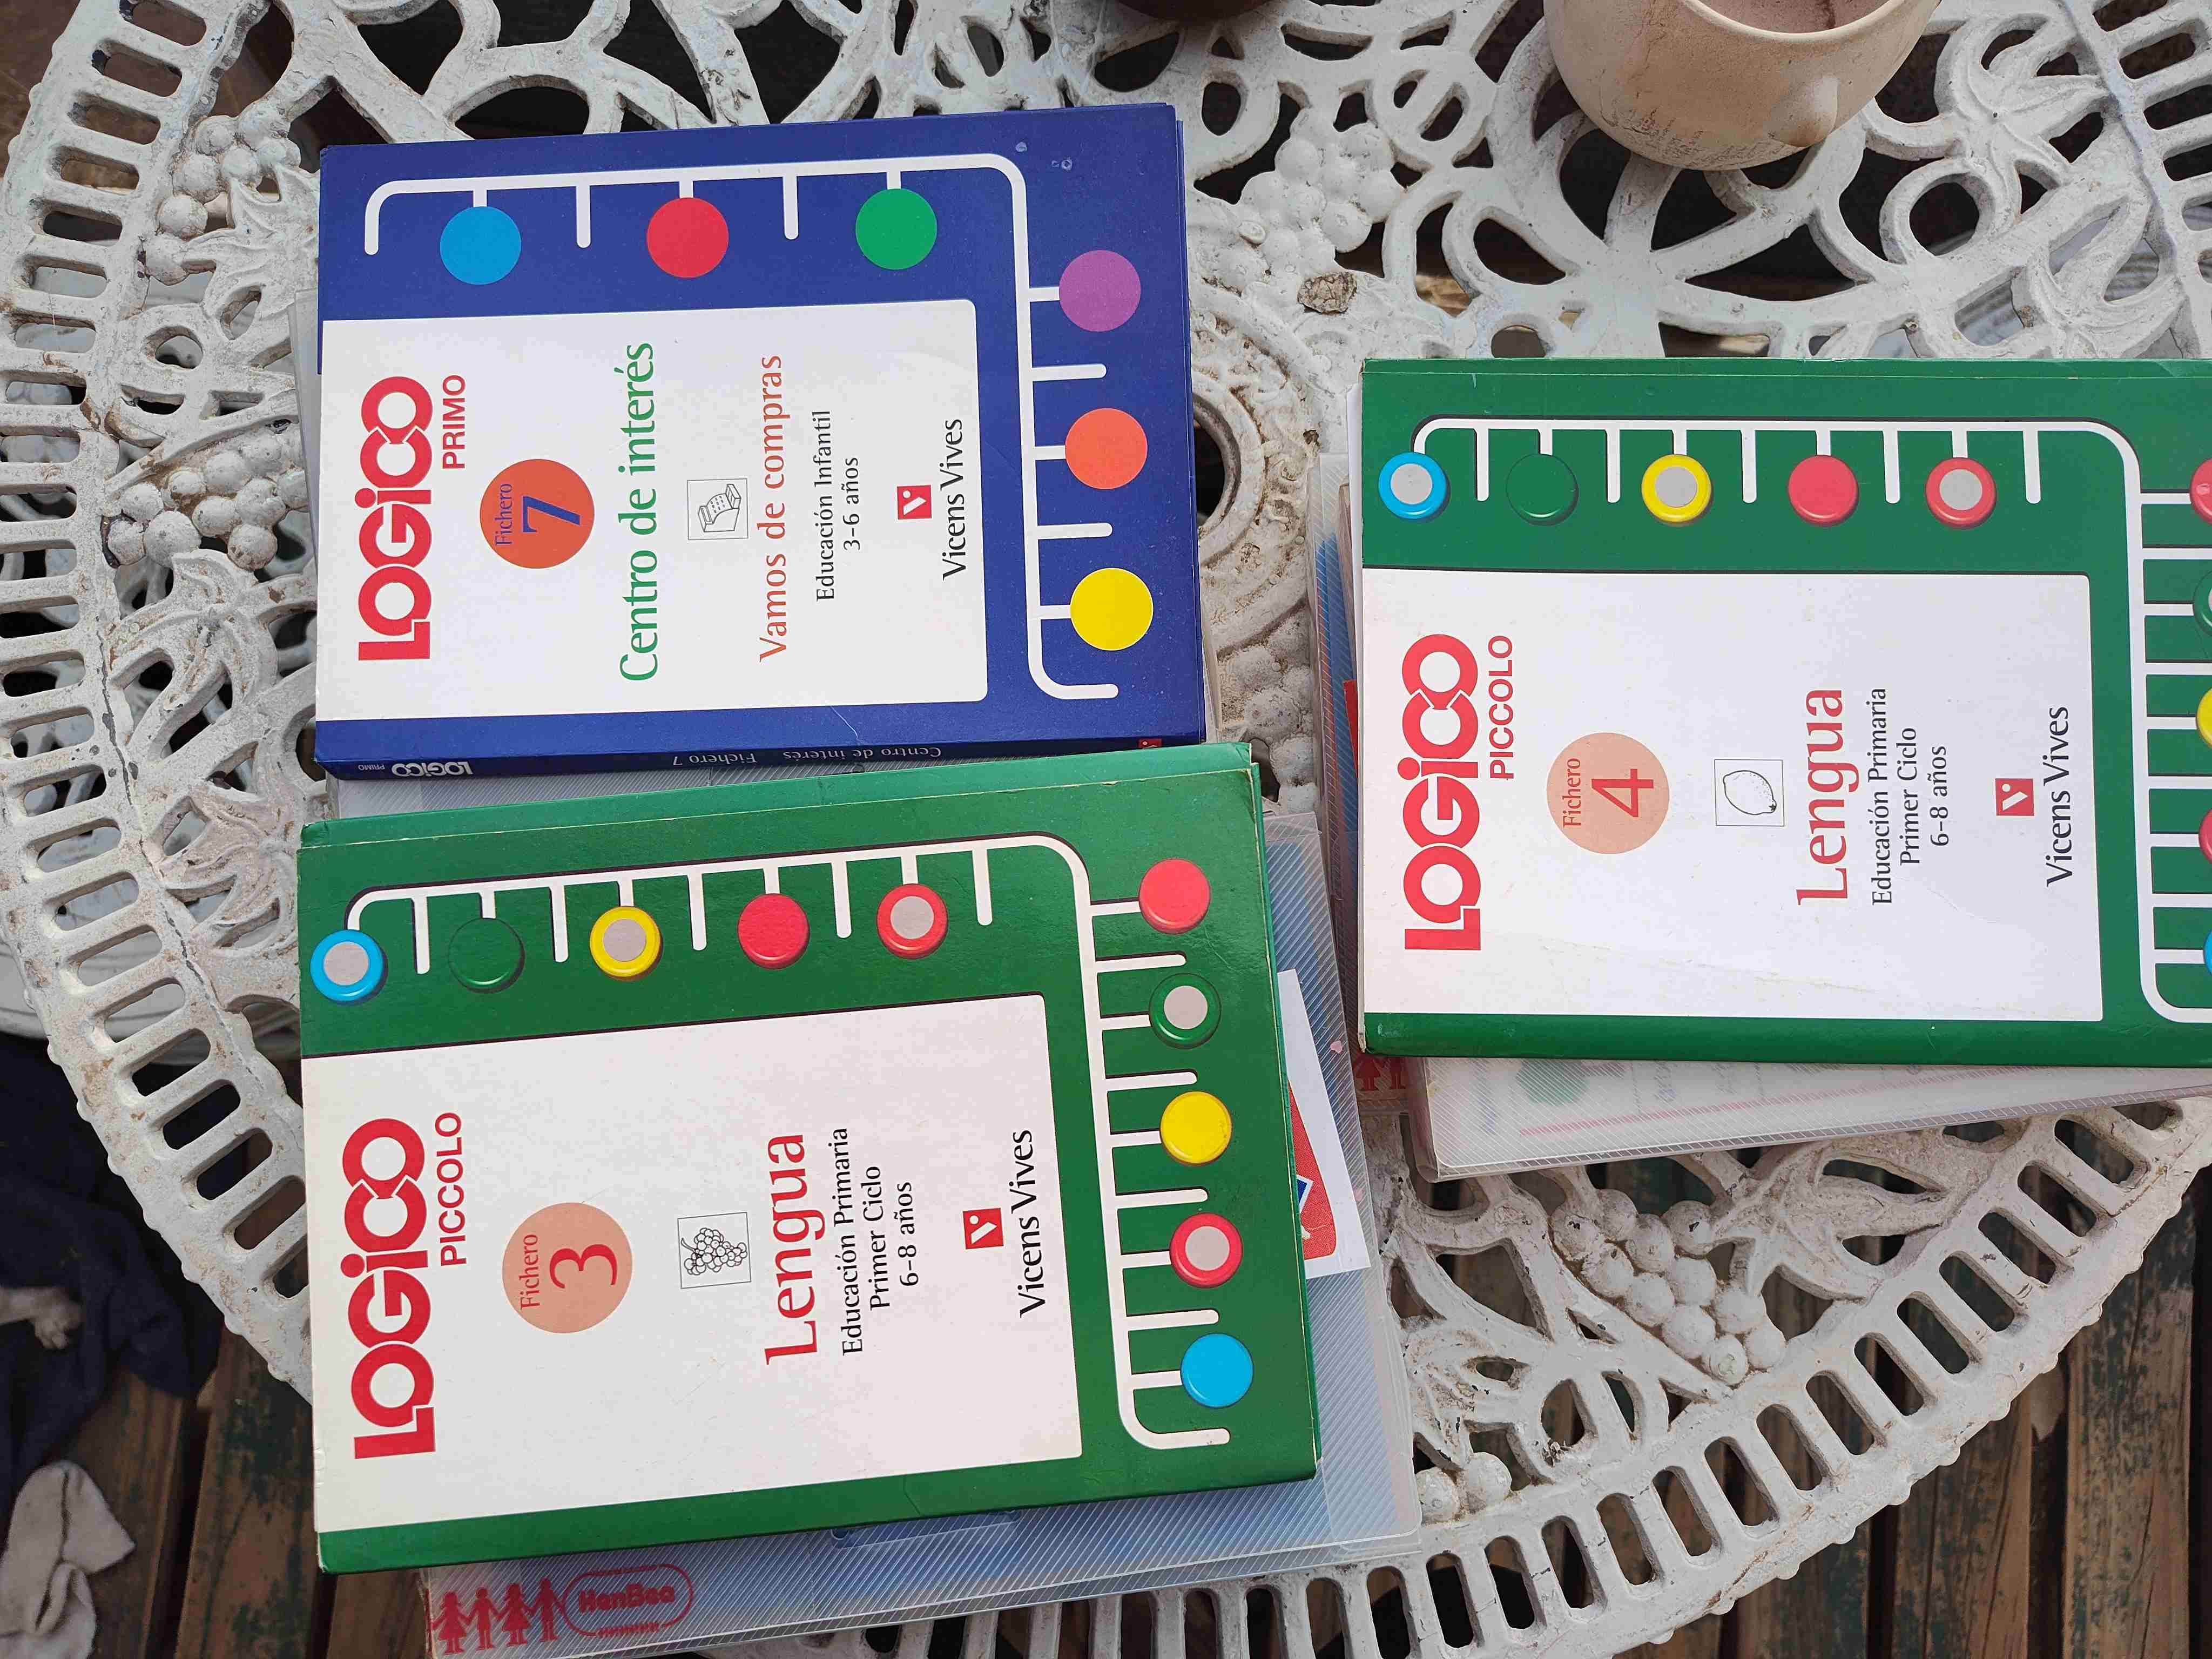 LOGiCO
PRIMO
Fichero
7
Centro de interés
Vamos de compras
Educación Infantil
3-6 años
Vicens Vives
LOGiCO PRIMO Fichero 7 Centro de interés
LOGiCO
PICCOLO
Fichero
3
Lengua
Educación Primaria
Primer Ciclo
6-8 años
Vicens Vives
HenBea
LOGiCO
PICCOLO
Fichero
4
Lengua
Educación Primaria
Primer Ciclo
6-8 años
Vicens Vives